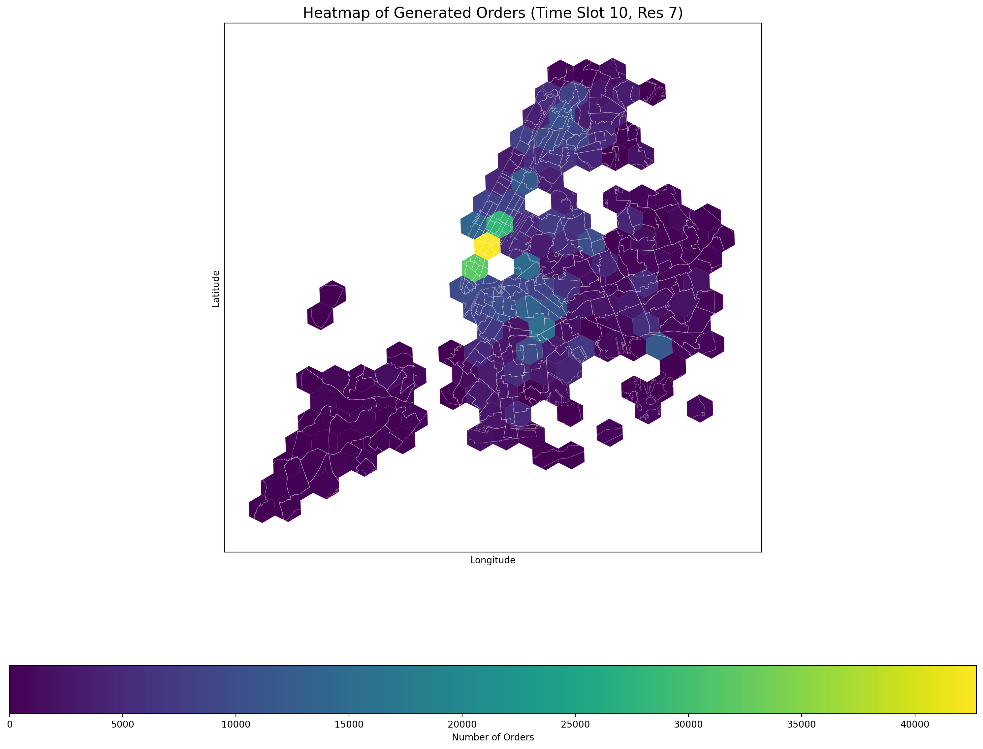 Heatmap of Generated Orders (Time Slot 10, Res 7)
Latitude
Longitude
0 5000 10000 15000 20000 25000 30000 35000 40000
Number of Orders